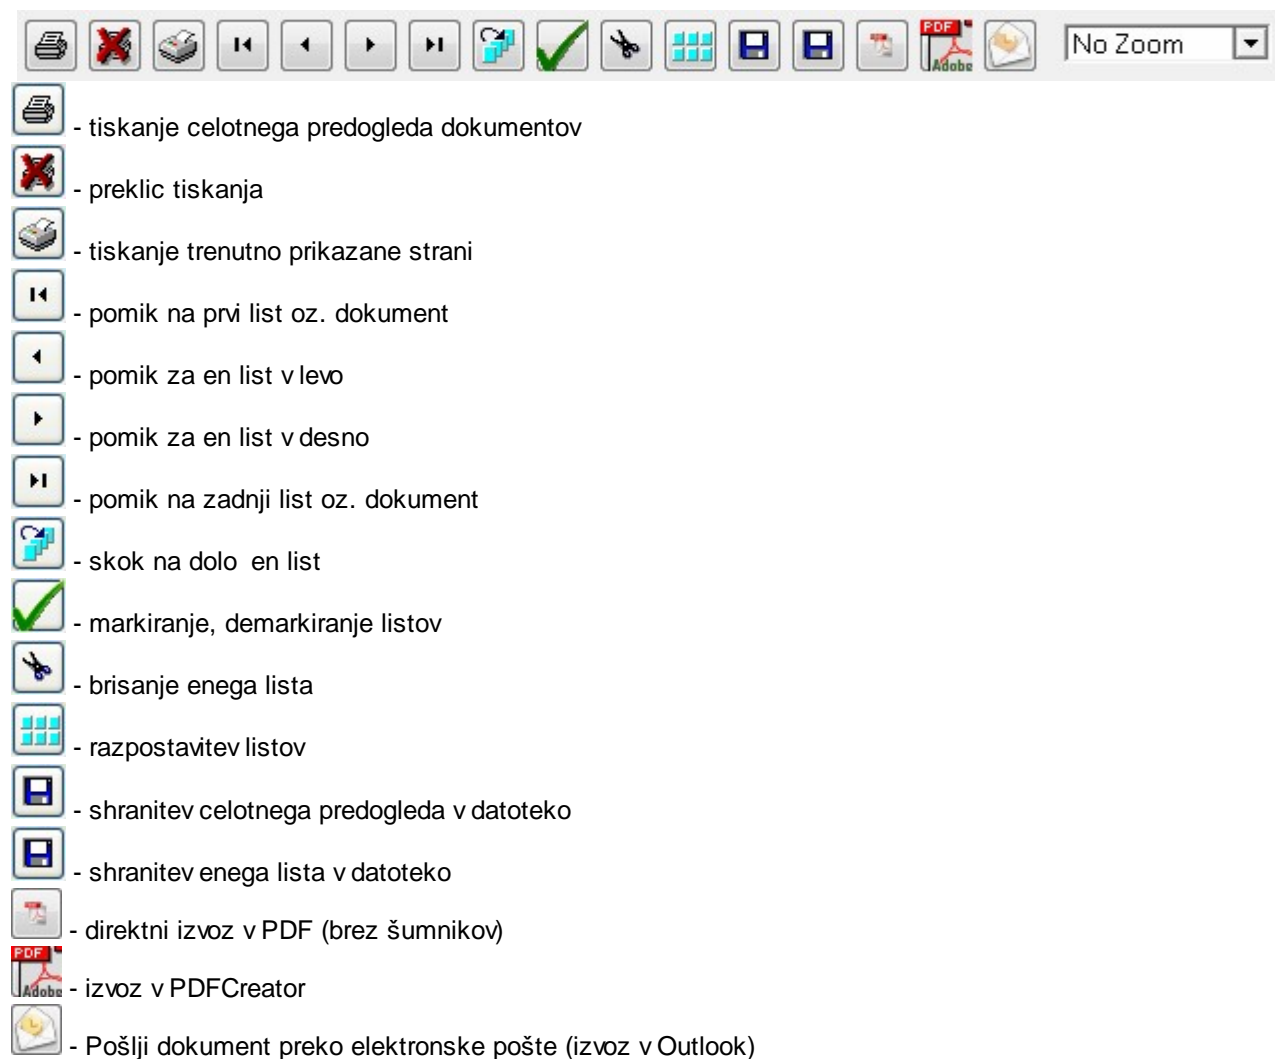 PDF
Adobe
No Zoom
- tiskanje celotnega predogleda dokumentov
- preklic tiskanja
- tiskanje trenutno prikazane strani
- pomik na prvi list oz. dokument
- pomik za en list v levo
- pomik za en list v desno
- pomik na zadnji list oz. dokument
- skok na dolo en list
- markiranje, demarkiranje listov
- brisanje enega lista
- razpostavitev listov
- shranitev celotnega predogleda v datoteko
- shranitev enega lista v datoteko
- direktni izvoz v PDF (brez šumnikov)
PDF
Adobe
- izvoz v PDFCreator
- Pošlji dokument preko elektronske pošte (izvoz v Outlook)